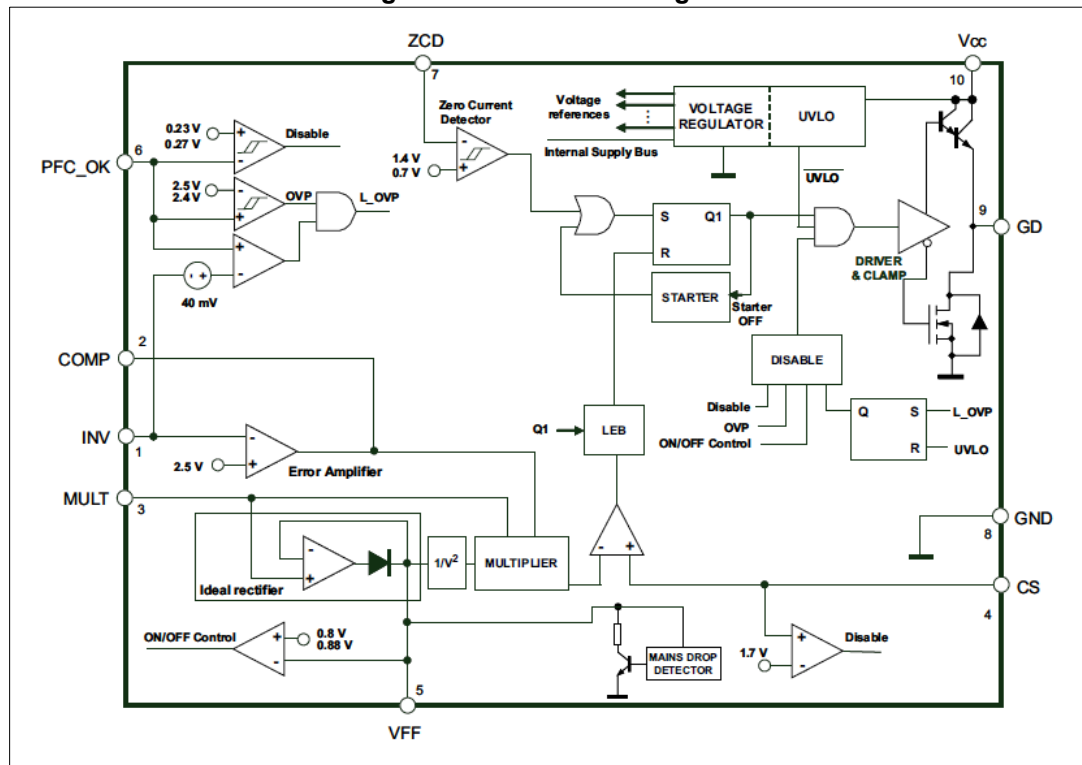 ZCD
Vcc
7
10
Zero Current
Detector
Voltage
references
VOLTAGE
REGULATOR
UVLO
Internal Supply Bus
UVLO
0.23 V
0.27 V
+
-
Disable
PFC_OK
6
2.5 V
2.4 V
-
+
OVP
L_OVP
+
-
- +
40 mV
1.4 V
0.7 V
-
+
S
Q1
R
STARTER
Starter
OFF
DRIVER
& CLAMP
9
GD
COMP
2
DISABLE
Disable
OVP
ON/OFF Control
Q
S
R
L_OVP
UVLO
Q1
LEB
INV
1
-
+
2.5 V
Error Amplifier
MULT
3
-
+
Ideal rectifier
1/V²
MULTIPLIER
-
+
GND
8
CS
4
ON/OFF Control
+
-
0.8 V
0.88 V
MAINS DROP
DETECTOR
1.7 V
+
-
Disable
5
VFF